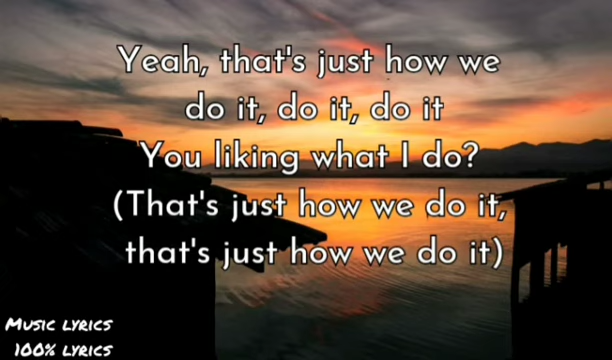 Yeah, that's just how we
do it, do it, do it
You liking what I do?
(That's just how we do it,
that's just how we do it)
Music lyrics
100% lyrics